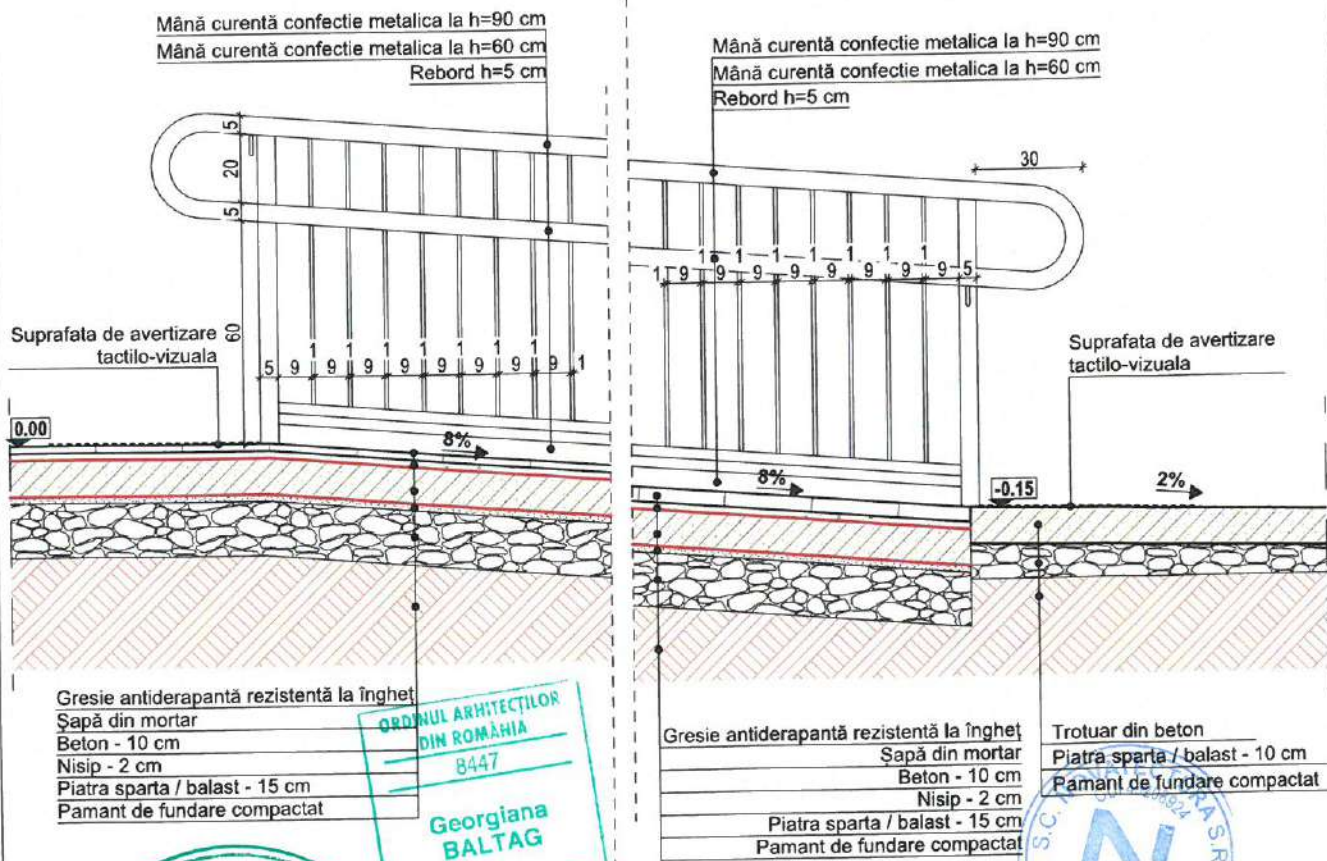 Mână curentă confectie metalica la h=90 cm
Mână curentă confectie metalica la h=60 cm
Rebord h=5 cm
Mână curentă confectie metalica la h=90 cm
Mână curentă confectie metalica la h=60 cm
Rebord h=5 cm
5
20
5
60
30
1 1 1 1 1 1 1
1 9 9 9 9 9 9 9 9 5
Suprafata de avertizare
tactilo-vizuala
1 1 1 1 1 1 1
5 9 9 9 9 9 9 9 9 1
Suprafata de avertizare
tactilo-vizuala
0.00
8%
8%
-0.15
2%
Gresie antiderapantă rezistentă la îngheț
Șapă din mortar
Beton - 10 cm
Nisip - 2 cm
Piatra sparta / balast - 15 cm
Pamant de fundare compactat
ORDINUL ARHITECȚILOR
DIN ROMÂNIA
8447
Georgiana
BALTAG
Gresie antiderapantă rezistentă la îngheț
Șapă din mortar
Beton - 10 cm
Nisip - 2 cm
Piatra sparta / balast - 15 cm
Pamant de fundare compactat
Trotuar din beton
Piatra sparta / balast - 10 cm
Pamant de fundare compactat
S.C. NOVATEC